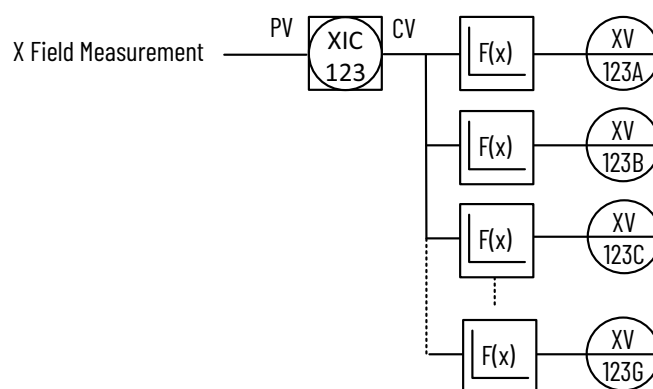 X Field Measurement
PV
XIC
123
CV
F(x)
XV
123A
F(x)
XV
123B
F(x)
XV
123C
F(x)
XV
123G